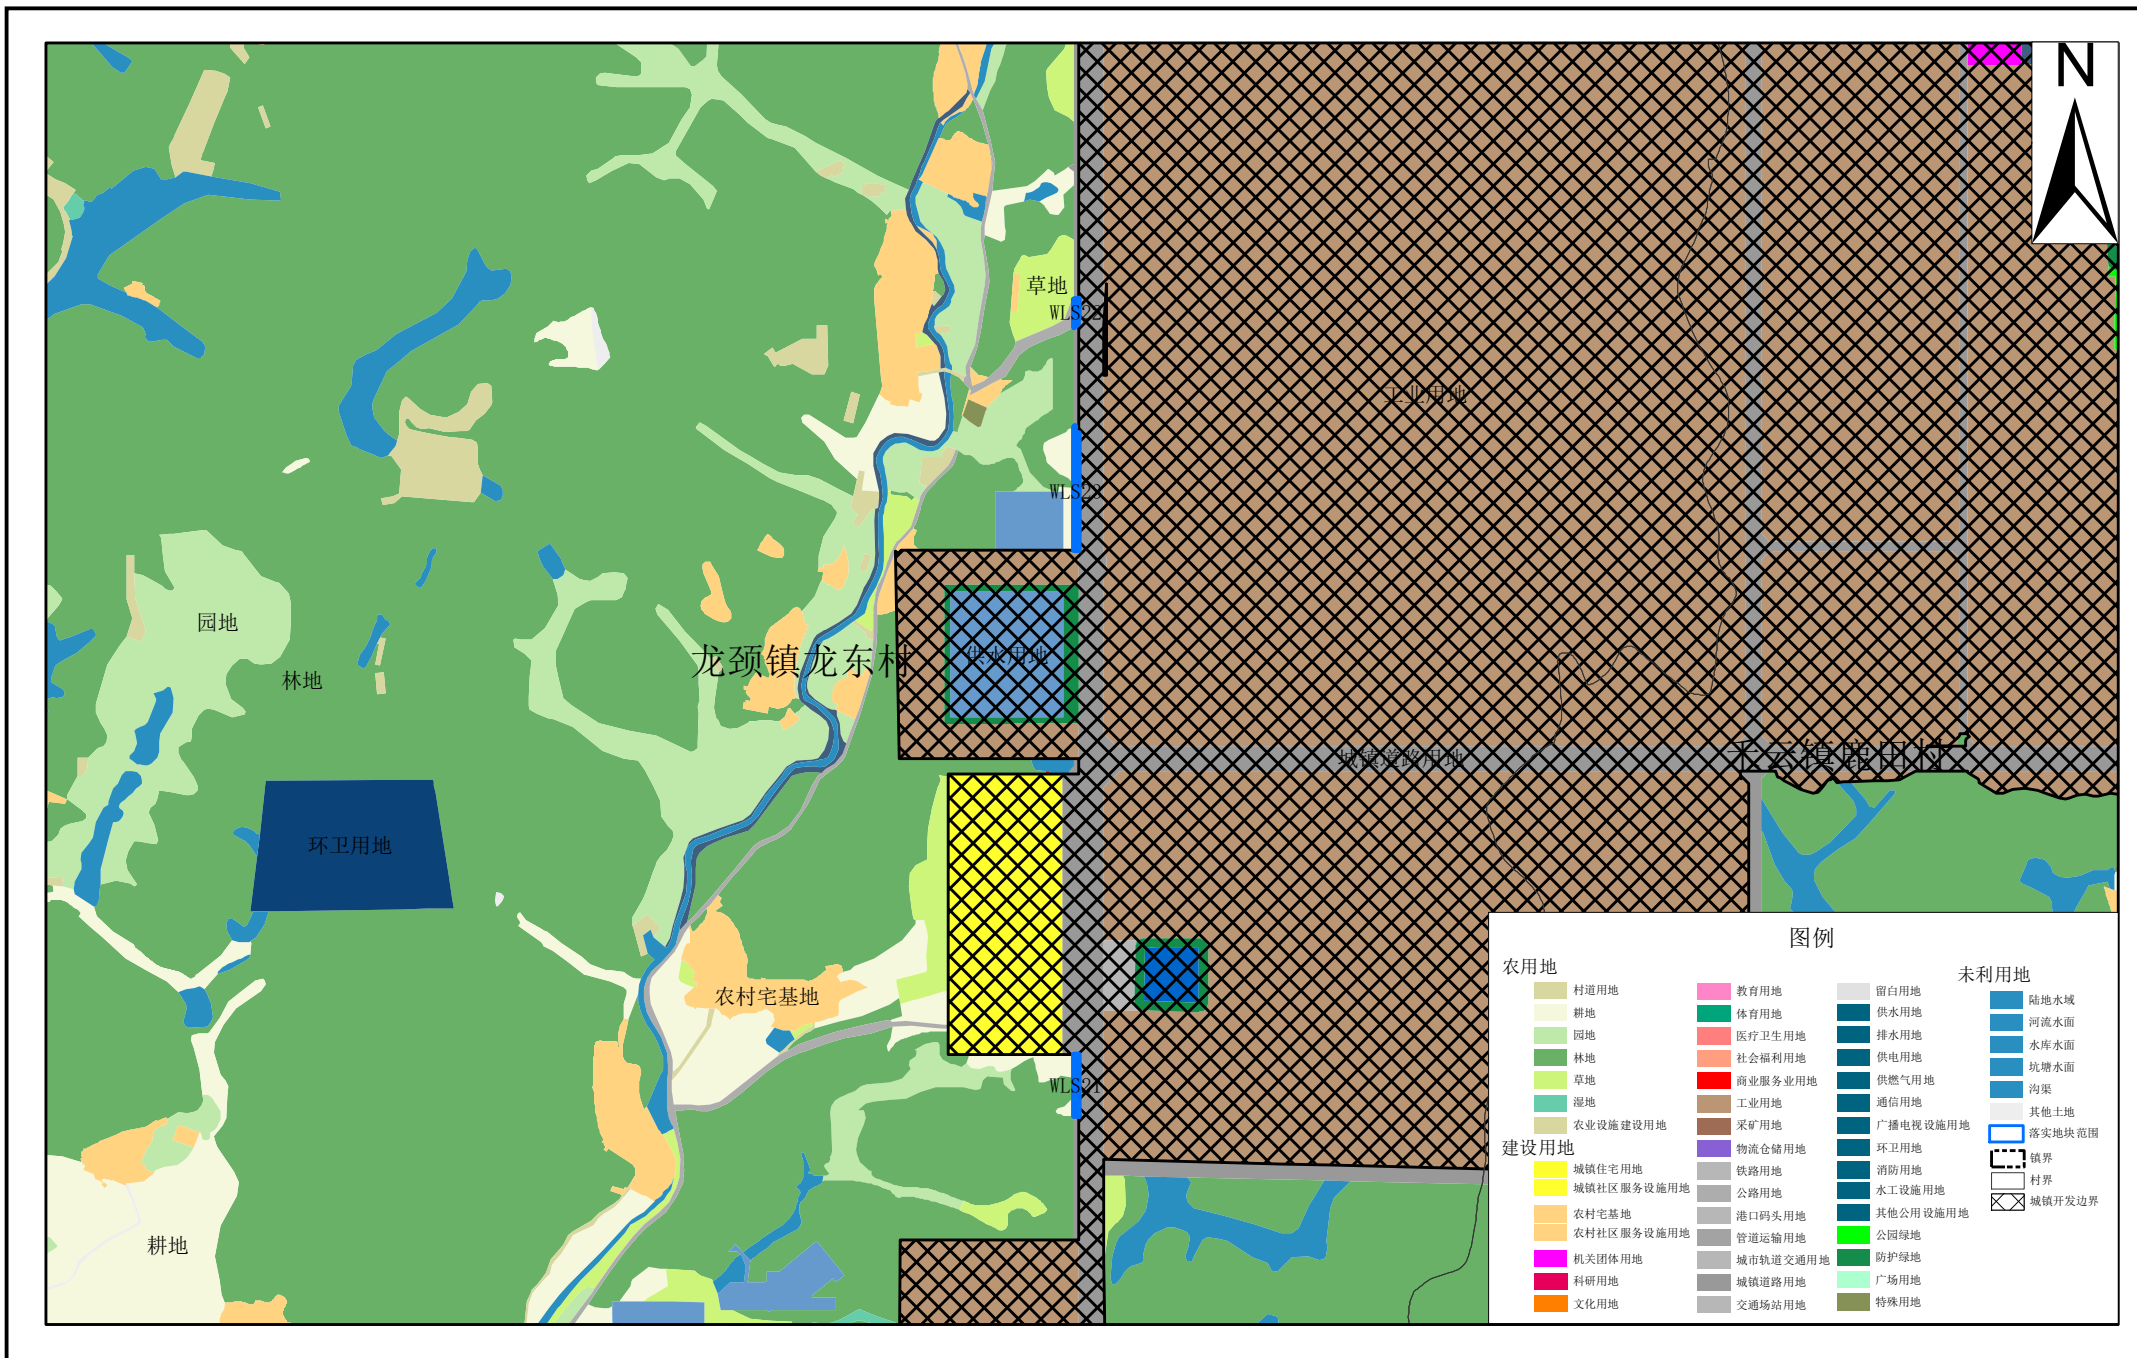 N
草地
WLS22
工业用地
WLS23
园地
龙颈镇龙东村
供水用地
林地
城镇道路用地
禾云镇鹿田村
环卫用地
农村宅基地
WLS21
耕地
图例
农用地
村道用地
耕地
园地
林地
草地
湿地
农业设施建设用地
建设用地
城镇住宅用地
城镇社区服务设施用地
农村宅基地
农村社区服务设施用地
机关团体用地
科研用地
文化用地
教育用地
体育用地
医疗卫生用地
社会福利用地
商业服务业用地
工业用地
采矿用地
物流仓储用地
铁路用地
公路用地
港口码头用地
管道运输用地
城市轨道交通用地
城镇道路用地
交通场站用地
留白用地
供水用地
排水用地
供电用地
供燃气用地
通信用地
广播电视设施用地
环卫用地
消防用地
水工设施用地
其他公用设施用地
公园绿地
防护绿地
广场用地
特殊用地
未利用地
陆地水域
河流水面
水库水面
坑塘水面
沟渠
其他土地
落实地块范围
镇界
村界
城镇开发边界